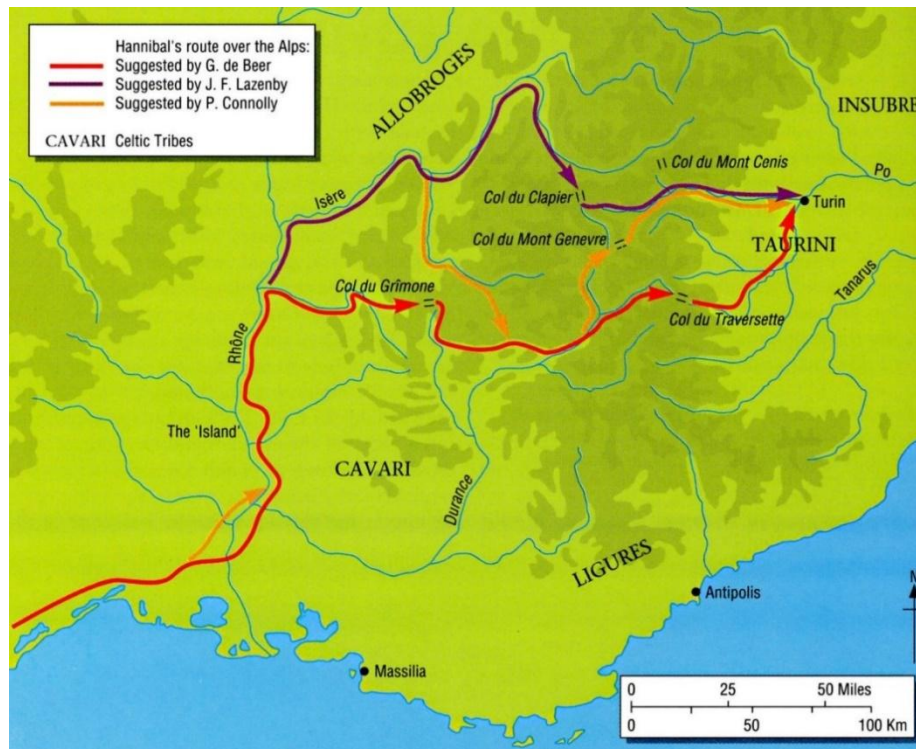 Hannibal's route over the Alps:
Suggested by G. de Beer
Suggested by J. F. Lazenby
Suggested by P. Connolly
CAVARI Celtic Tribes
ALLOBROGES
INSUBRE
Isère
Col du Mont Cenis
Po
Col du Clapier
Turin
Col du Mont Genevre
TAURINI
Col du Grîmone
Tanarus
Col du Traversette
Rhône
The 'Island'
CAVARI
Durance
LIGURES
Antipolis
Massilia
0 25 50 Miles
0 50 100 Km